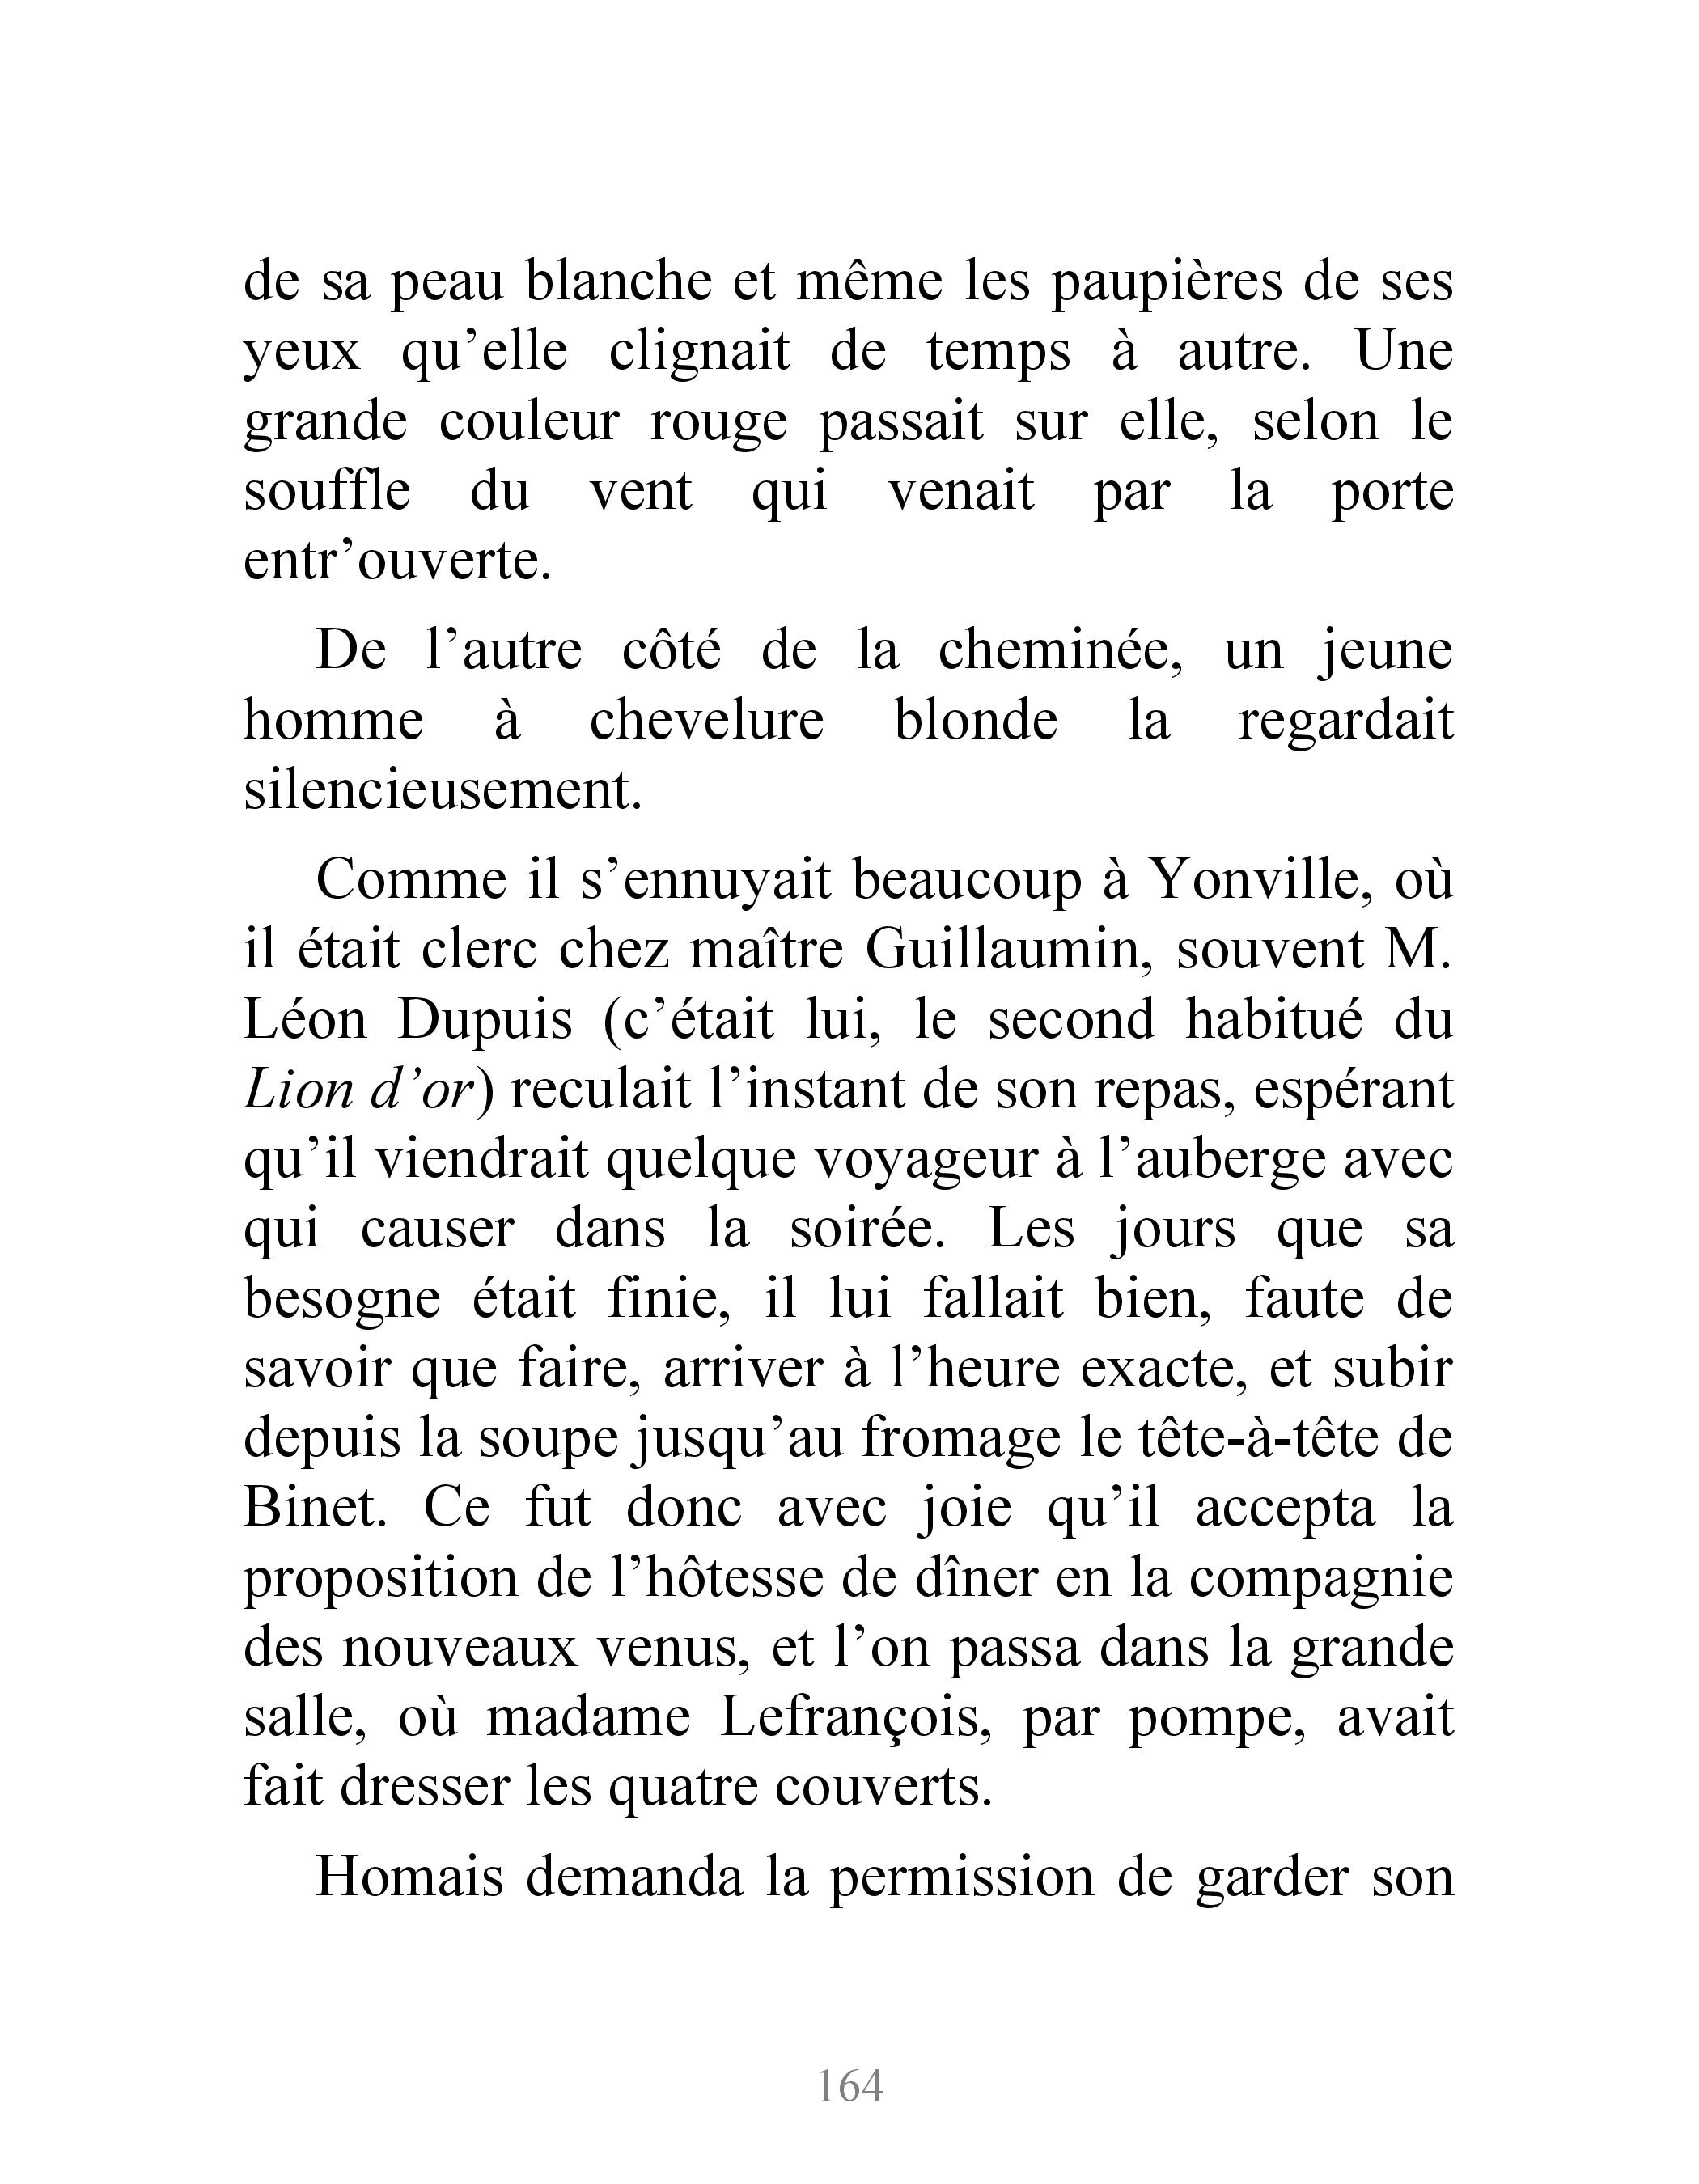 de sa peau blanche et même les paupières de ses
yeux qu’elle clignait de temps à autre. Une
grande couleur rouge passait sur elle, selon le
souffle du vent qui venait par la porte
entr’ouverte.
De l’autre côté de la cheminée, un jeune
homme à chevelure blonde la regardait
silencieusement.
Comme il s’ennuyait beaucoup à Yonville, où
il était clerc chez maître Guillaumin, souvent M.
Léon Dupuis (c’était lui, le second habitué du
Lion d’or) reculait l’instant de son repas, espérant
qu’il viendrait quelque voyageur à l’auberge avec
qui causer dans la soirée. Les jours que sa
besogne était finie, il lui fallait bien, faute de
savoir que faire, arriver à l’heure exacte, et subir
depuis la soupe jusqu’au fromage le tête-à-tête de
Binet. Ce fut donc avec joie qu’il accepta la
proposition de l’hôtesse de dîner en la compagnie
des nouveaux venus, et l’on passa dans la grande
salle, où madame Lefrançois, par pompe, avait
fait dresser les quatre couverts.
Homais demanda la permission de garder son
164